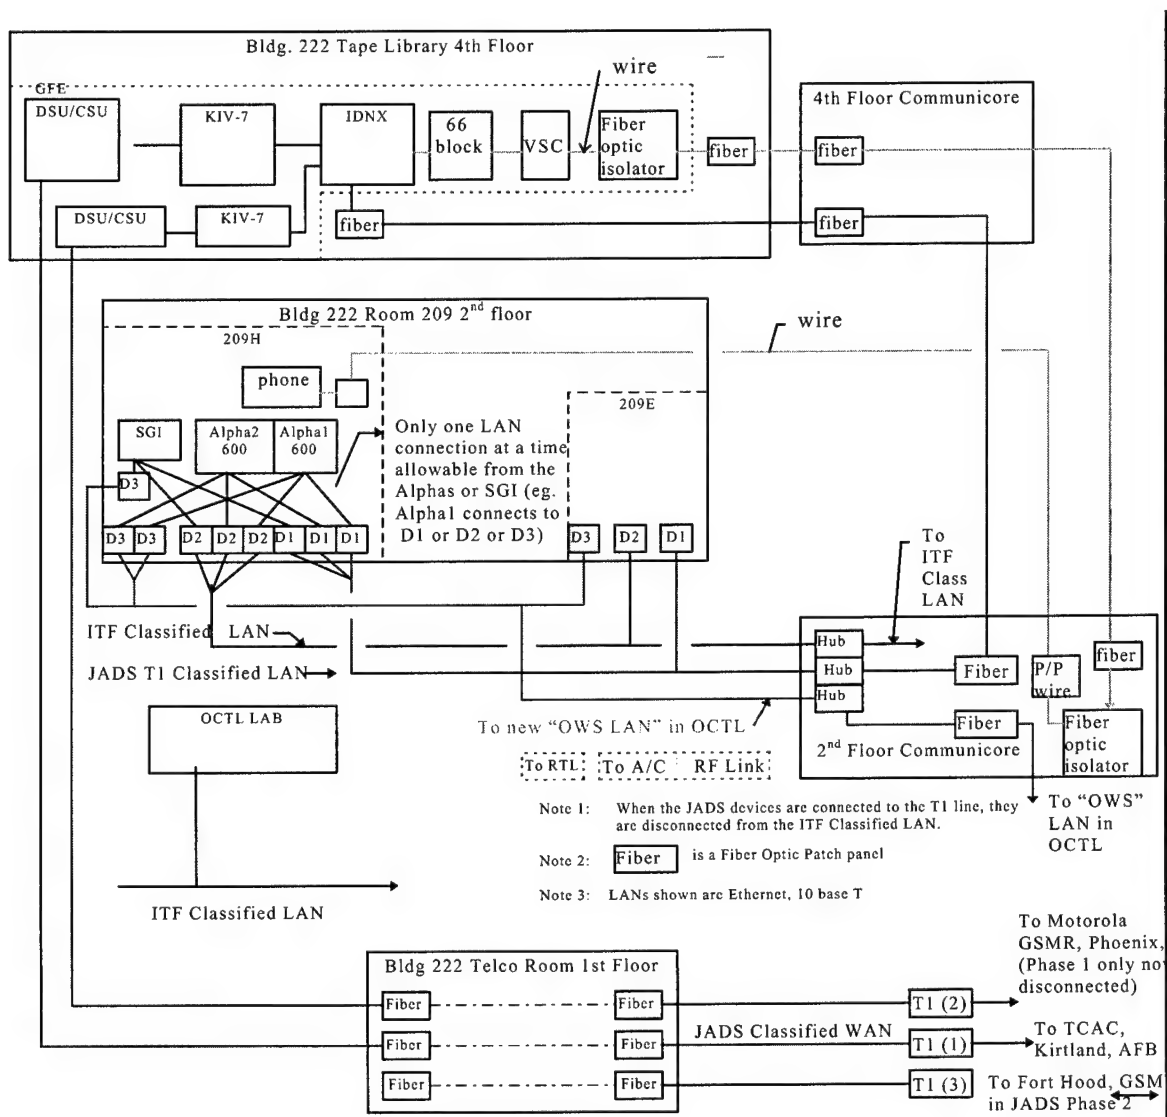 Bldg. 222 Tape Library 4th Floor
wire
GFE
DSU/CSU
KIV-7
IDNX
66
block
VSC
Fiber
optic
isolator
fiber
4th Floor Communicore
fiber
DSU/CSU
KIV-7
fiber
fiber
Bldg 222 Room 209 2nd floor
wire
209H
phone
209E
SGI
Alpha2
600
Alpha1
600
Only one LAN
connection at a time
allowable from the
Alphas or SGI (eg.
Alpha1 connects to
D1 or D2 or D3)
D3
D3
D3
D2
D2
D2
D1
D1
D1
D3
D2
D1
To
ITF
Class
LAN
ITF Classified LAN
JADS T1 Classified LAN
Hub
Hub
Hub
Fiber
P/P
wire
fiber
Fiber
2nd Floor Communicore
Fiber
optic
isolator
OCTL LAB
To new "OWS LAN" in OCTL
To RTL
To A/C RF Link
Note 1: When the JADS devices are connected to the T1 line, they
are disconnected from the ITF Classified LAN.
To "OWS"
LAN in
OCTL
Note 2: Fiber is a Fiber Optic Patch panel
Note 3: LANs shown are Ethernet, 10 base T
ITF Classified LAN
Bldg 222 Telco Room 1st Floor
To Motorola
GSMR, Phoenix,
(Phase 1 only
disconnected)
Fiber
Fiber
T1 (2)
Fiber
Fiber
JADS Classified WAN
T1 (1)
To TCAC,
Kirtland, AFB
Fiber
Fiber
T1 (3)
To Fort Hood, GSM
in JADS Phase 2